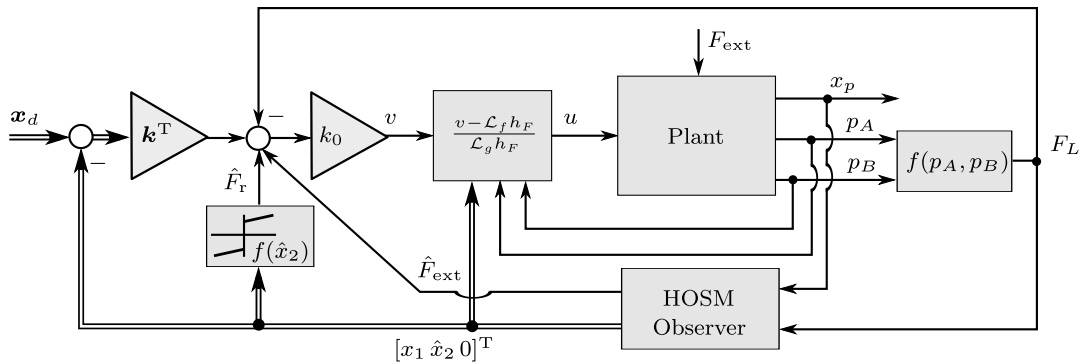 F_ext
x_p
x_d
k^T
−
k_0
v
v − ℒ_f h_F
ℒ_g h_F
u
Plant
p_A
p_B
f(p_A, p_B)
F_L
−
F̂_r
f(x̂_2)
F̂_ext
HOSM
Observer
[x_1 x̂_2 0]^T